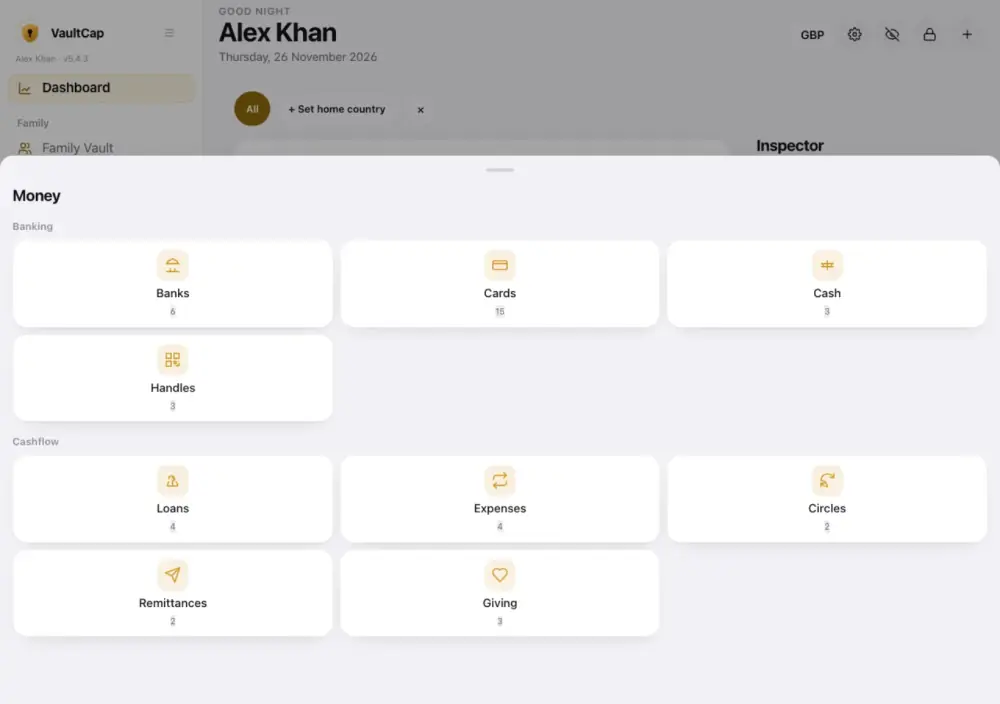 VaultCap
Alex Khan · v5.4.3
Dashboard
Family
Family Vault
GOOD NIGHT
Alex Khan
Thursday, 26 November 2026
GBP
All
+ Set home country
×
Inspector
Money
Banking
Banks
6
Cards
15
Cash
3
Handles
3
Cashflow
Loans
4
Expenses
4
Circles
2
Remittances
2
Giving
3